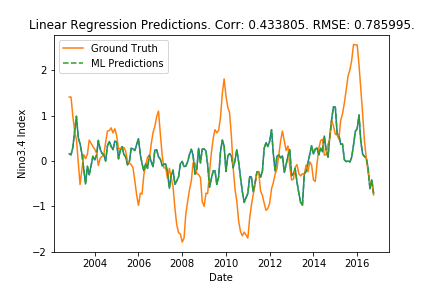 Linear Regression Predictions. Corr: 0.433805. RMSE: 0.785995.
Ground Truth
ML Predictions
Nino3.4 Index
2
1
0
−1
−2
2004 2006 2008 2010 2012 2014 2016
Date